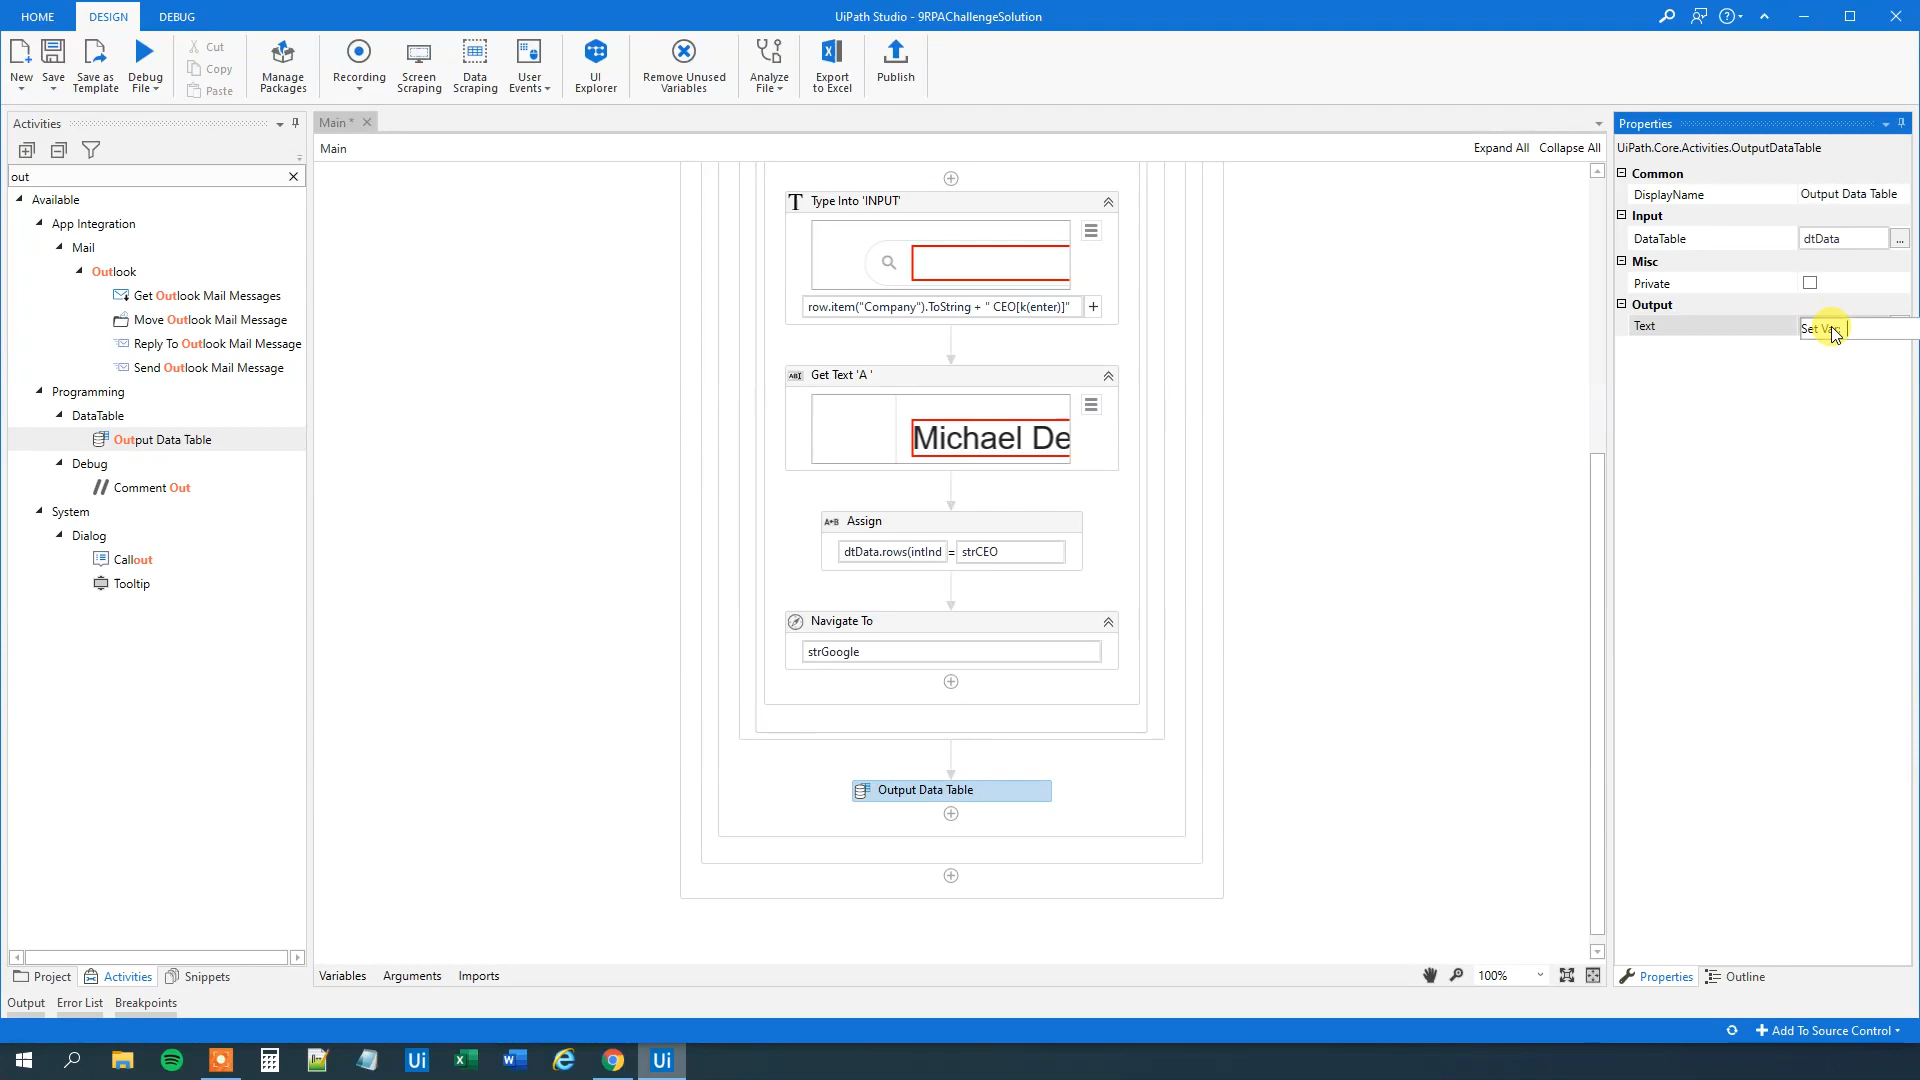 HOME
DESIGN
DEBUG
UiPath Studio - 9RPAChallengeSolution
New
Save
Save as
Template
Debug
File
Cut
Copy
Paste
Manage
Packages
Recording
Screen
Scraping
Data
Scraping
User
Events
UI
Explorer
Remove Unused
Variables
Analyze
File
Export
to Excel
Publish
Activities
out
Available
App Integration
Mail
Outlook
Get Outlook Mail Messages
Move Outlook Mail Message
Reply To Outlook Mail Message
Send Outlook Mail Message
Programming
DataTable
Output Data Table
Debug
Comment Out
System
Dialog
Callout
Tooltip
Project
Activities
Snippets
Output
Error List
Breakpoints
Main *
Main
Expand All
Collapse All
Type Into 'INPUT'
row.item("Company").ToString + " CEO[k(enter)]"
Get Text 'A '
Michael De
Assign
dtData.rows(intInd
=
strCEO
Navigate To
strGoogle
Output Data Table
Variables
Arguments
Imports
100%
Properties
UiPath.Core.Activities.OutputDataTable
Common
DisplayName
Output Data Table
Input
DataTable
dtData
...
Misc
Private
Output
Text
Set Var:
Properties
Outline
Add To Source Control
Ui
Ui